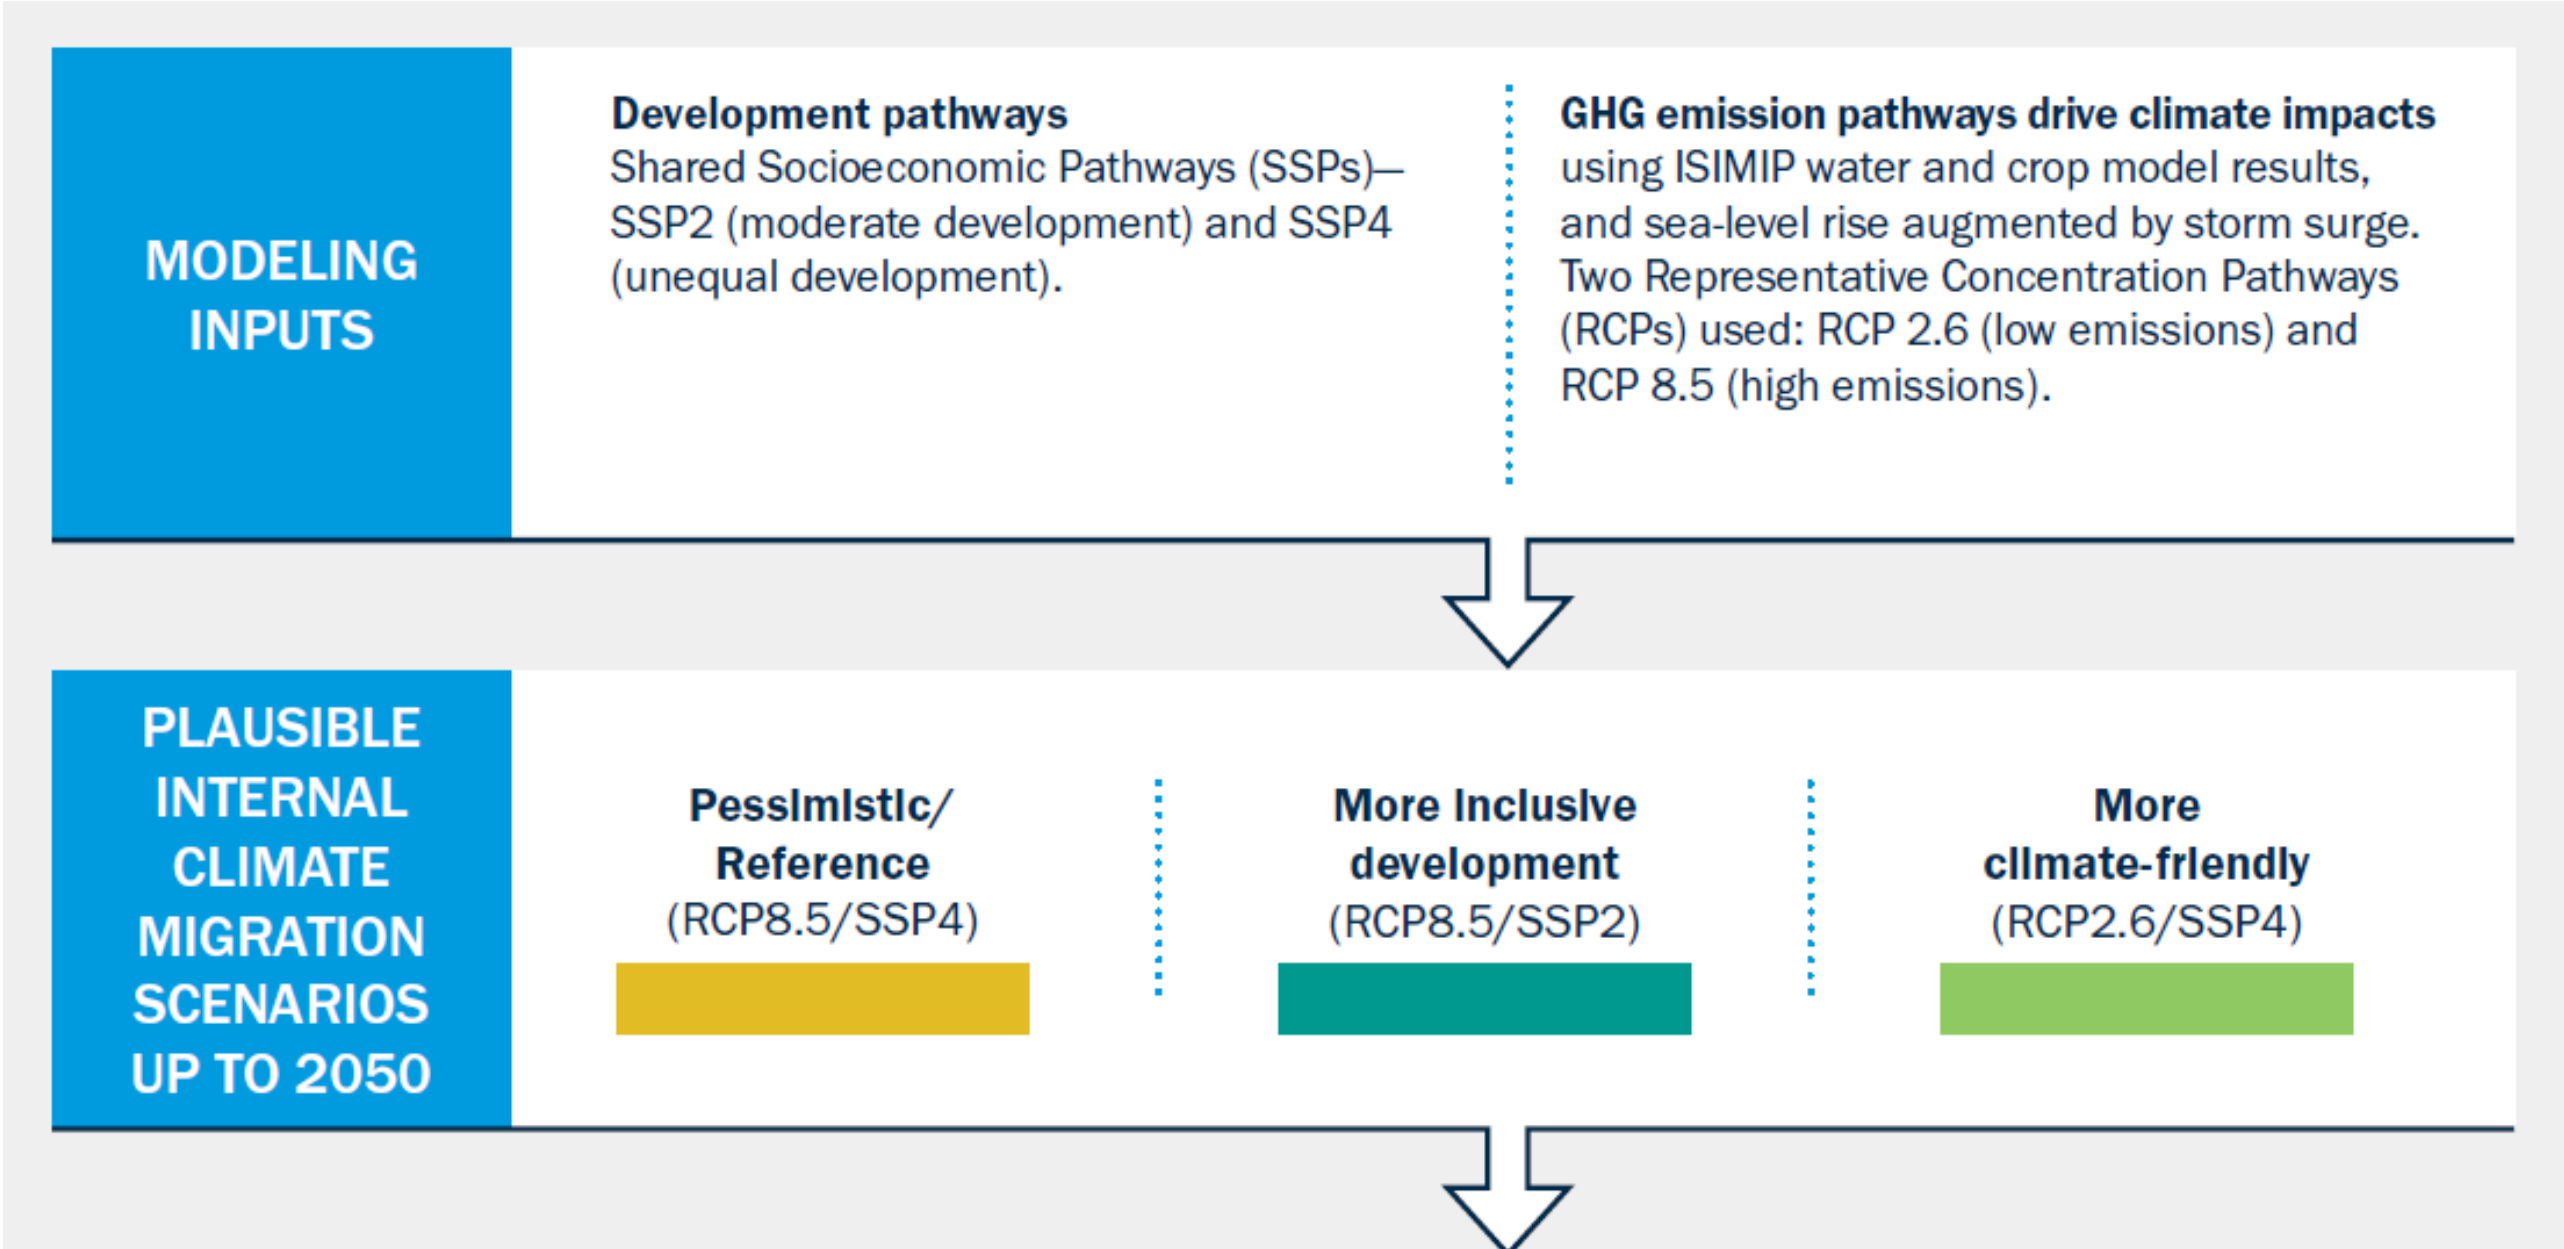 MODELING
INPUTS
Development pathways
Shared Socioeconomic Pathways (SSPs)—
SSP2 (moderate development) and SSP4
(unequal development).
GHG emission pathways drive climate impacts
using ISIMIP water and crop model results,
and sea-level rise augmented by storm surge.
Two Representative Concentration Pathways
(RCPs) used: RCP 2.6 (low emissions) and
RCP 8.5 (high emissions).
PLAUSIBLE
INTERNAL
CLIMATE
MIGRATION
SCENARIOS
UP TO 2050
Pessimistic/
Reference
(RCP8.5/SSP4)
More inclusive
development
(RCP8.5/SSP2)
More
climate-friendly
(RCP2.6/SSP4)